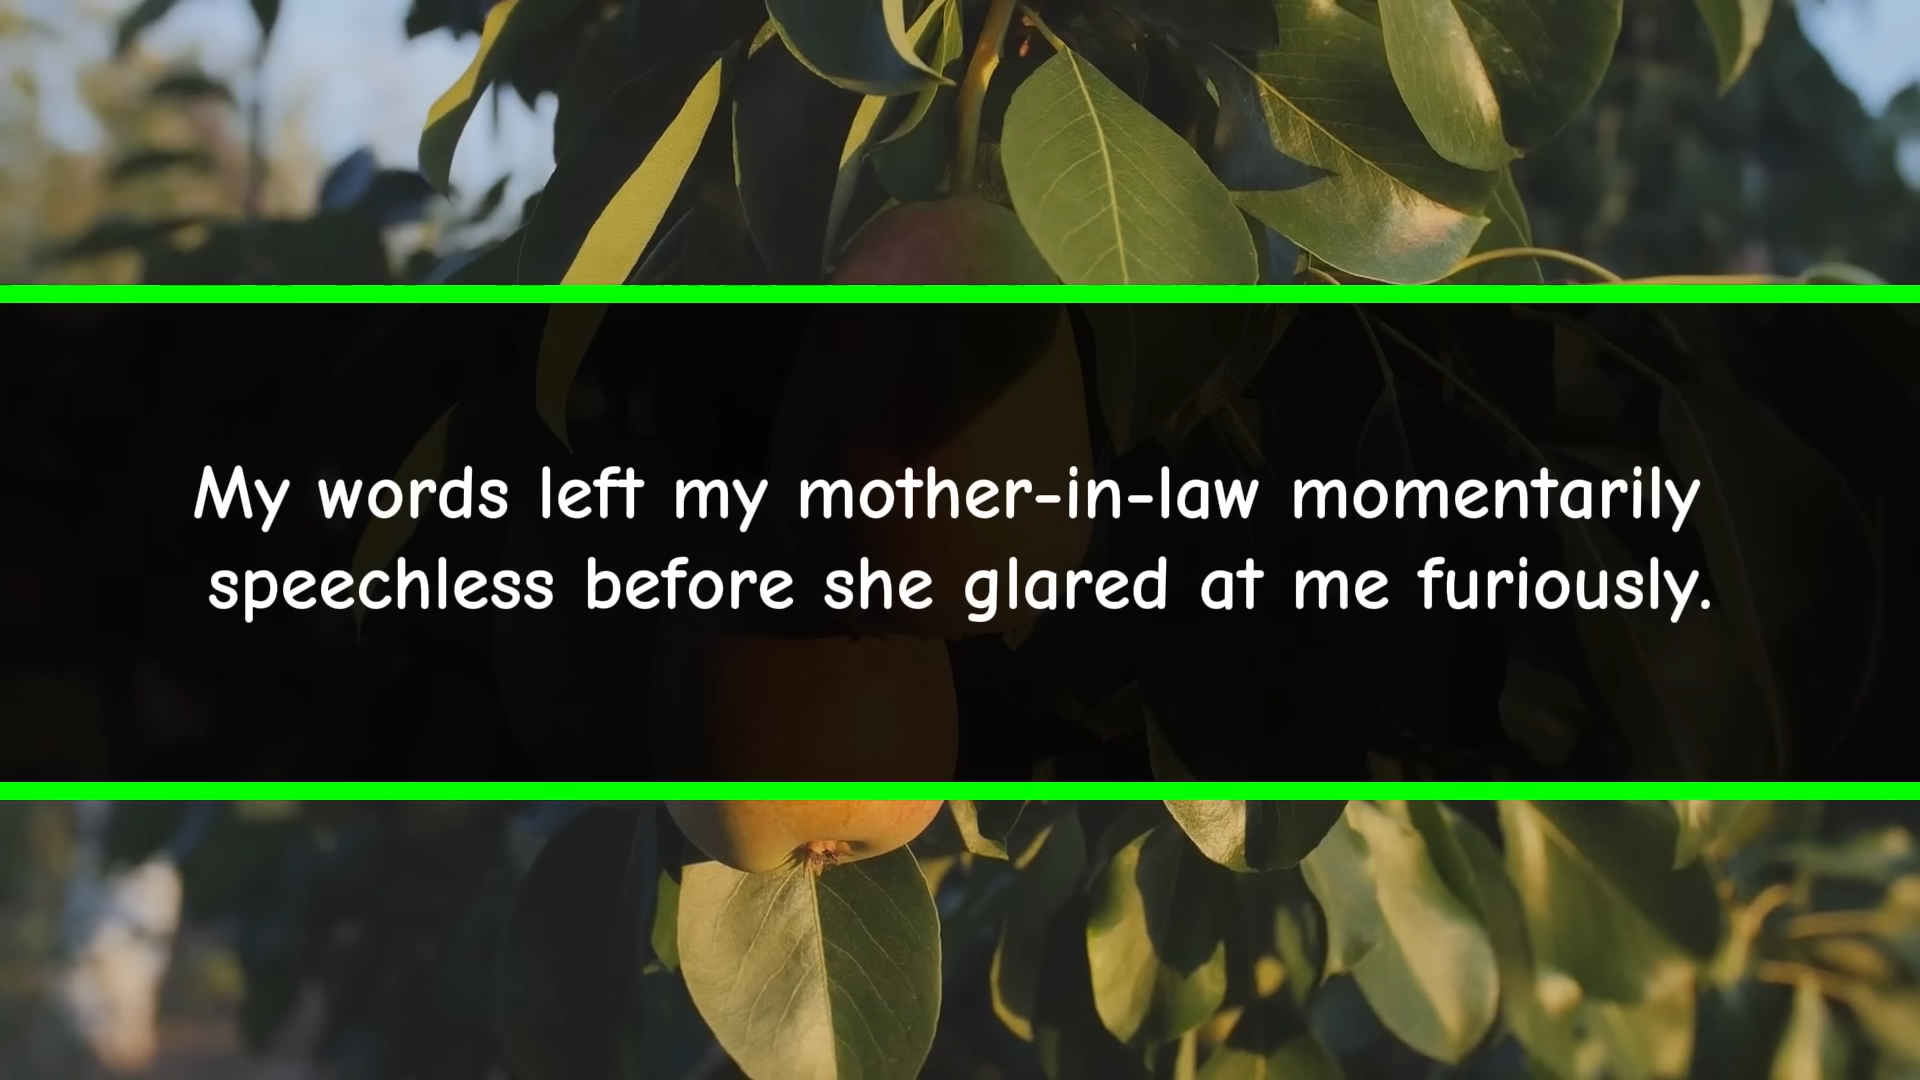 My words left my mother-in-law momentarily
speechless before she glared at me furiously.